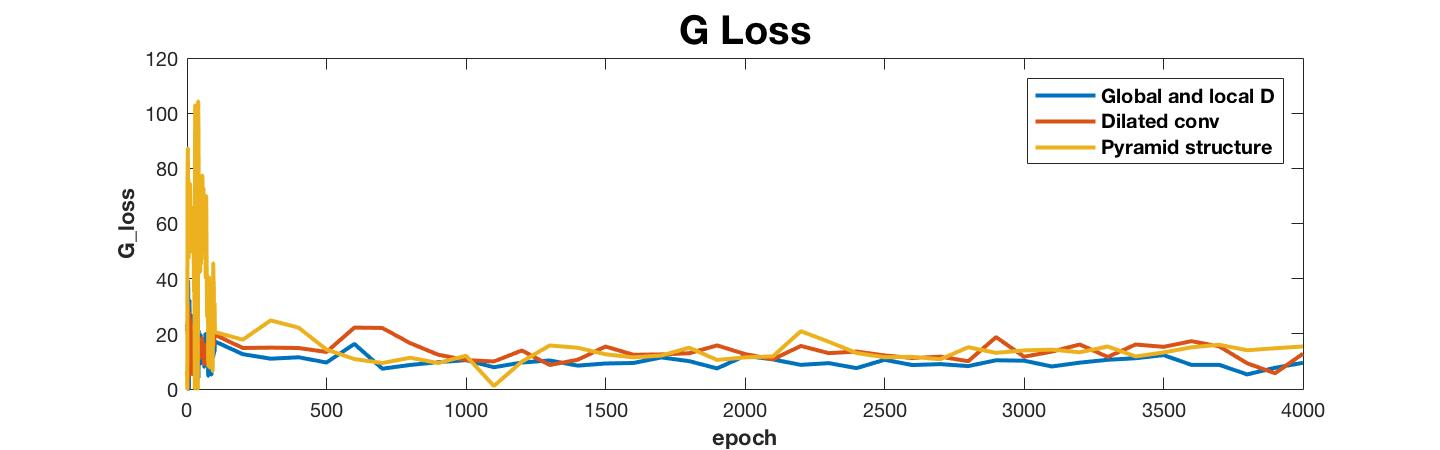 G Loss
120
100
80
60
40
20
0
G_loss
Global and local D
Dilated conv
Pyramid structure
0 500 1000 1500 2000 2500 3000 3500 4000
epoch